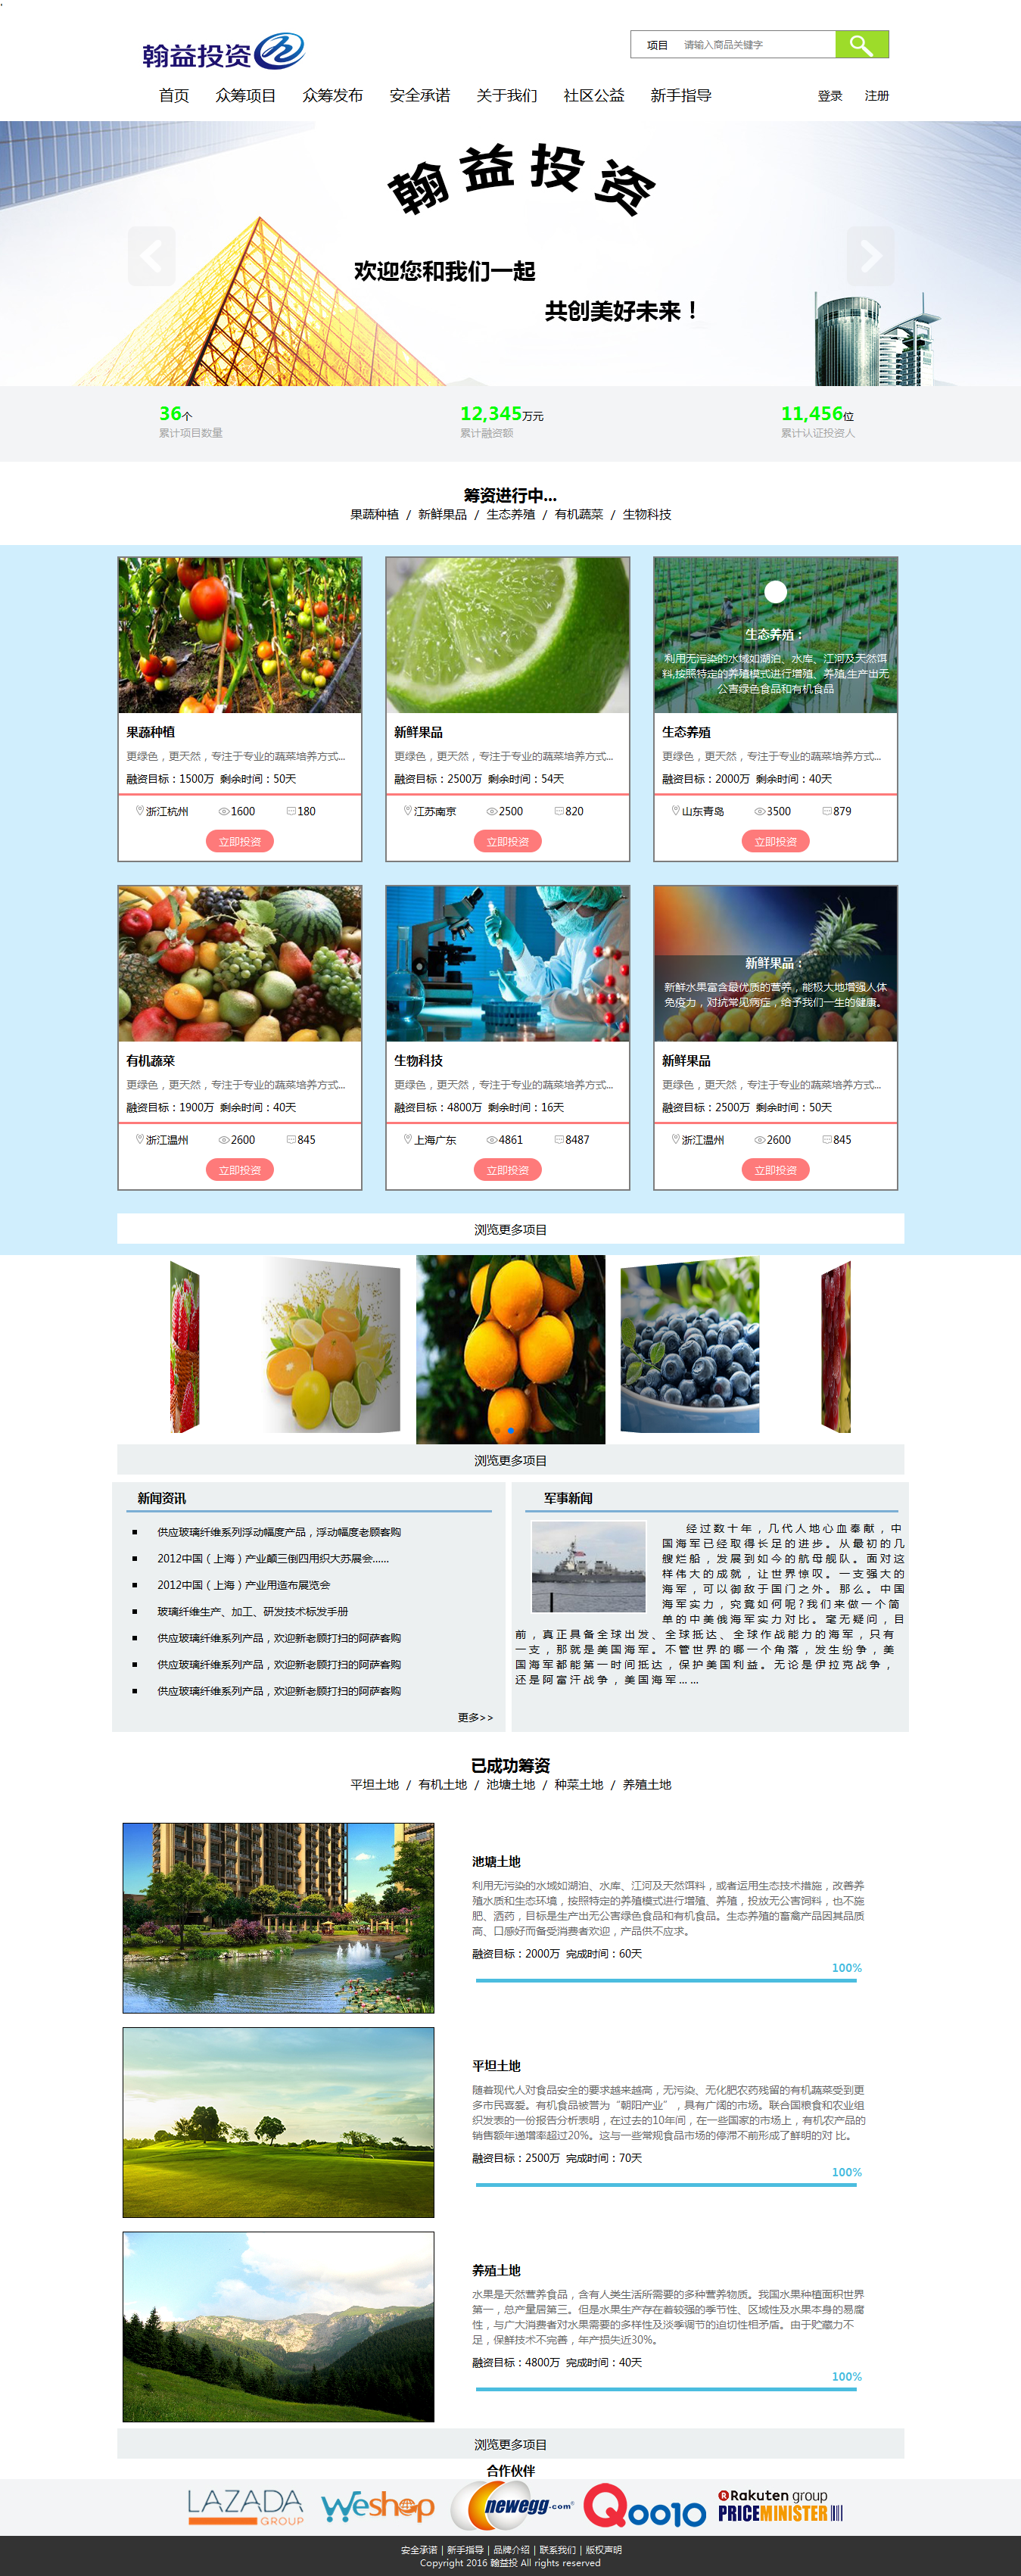 翰益投资
项目 请输入商品关键字
首页 众筹项目 众筹发布 安全承诺 关于我们 社区公益 新手指导 登录 注册
翰益投资
欢迎您和我们一起
共创美好未来！
36个 12,345万元 11,456位
累计项目数量 累计融资额 累计认证投资人
筹资进行中...
果蔬种植 / 新鲜果品 / 生态养殖 / 有机蔬菜 / 生物科技
生态养殖：
利用无污染的水域如湖泊、水库、江河及天然饵
料,按照特定的养殖模式进行增殖、养殖,生产出无
公害绿色食品和有机食品
果蔬种植 新鲜果品 生态养殖
更绿色，更天然，专注于专业的蔬菜培养方式... 更绿色，更天然，专注于专业的蔬菜培养方式... 更绿色，更天然，专注于专业的蔬菜培养方式...
融资目标：1500万 剩余时间：50天 融资目标：2500万 剩余时间：54天 融资目标：2000万 剩余时间：40天
浙江杭州 1600 180 江苏南京 2500 820 山东青岛 3500 879
立即投资 立即投资 立即投资
新鲜果品：
新鲜水果富含最优质的营养，能极大地增强人体
免疫力，对抗常见病症，给予我们一生的健康。
有机蔬菜 生物科技 新鲜果品
更绿色，更天然，专注于专业的蔬菜培养方式... 更绿色，更天然，专注于专业的蔬菜培养方式... 更绿色，更天然，专注于专业的蔬菜培养方式...
融资目标：1900万 剩余时间：40天 融资目标：4800万 剩余时间：16天 融资目标：2500万 剩余时间：50天
浙江温州 2600 845 上海广东 4861 8487 浙江温州 2600 845
立即投资 立即投资 立即投资
浏览更多项目
浏览更多项目
新闻资讯
供应玻璃纤维系列浮动幅度产品，浮动幅度老顾客购
2012中国（上海）产业颠三倒四用织大苏展会......
2012中国（上海）产业用造布展览会
玻璃纤维生产、加工、研发技术标发手册
供应玻璃纤维系列产品，欢迎新老顾打扫的阿萨客购
供应玻璃纤维系列产品，欢迎新老顾打扫的阿萨客购
供应玻璃纤维系列产品，欢迎新老顾打扫的阿萨客购
更多>>
军事新闻
经过数十年，几代人地心血奉献，中
国海军已经取得长足的进步。从最初的几
艘烂船，发展到如今的航母舰队。面对这
样伟大的成就，让世界惊叹。一支强大的
海军，可以御敌于国门之外。那么。中国
海军实力，究竟如何呢?我们来做一个简
单的中美俄海军实力对比。毫无疑问，目
前，真正具备全球出发、全球抵达、全球作战能力的海军，只有
一支，那就是美国海军。不管世界的哪一个角落，发生纷争，美
国海军都能第一时间抵达，保护美国利益。无论是伊拉克战争，
还是阿富汗战争，美国海军……
已成功筹资
平坦土地 / 有机土地 / 池塘土地 / 种菜土地 / 养殖土地
池塘土地
利用无污染的水域如湖泊、水库、江河及天然饵料，或者运用生态技术措施，改善养
殖水质和生态环境，按照特定的养殖模式进行增殖、养殖，投放无公害饲料，也不施
肥、洒药，目标是生产出无公害绿色食品和有机食品。生态养殖的畜禽产品因其品质
高、口感好而备受消费者欢迎，产品供不应求。
融资目标：2000万 完成时间：60天
100%
平坦土地
随着现代人对食品安全的要求越来越高，无污染、无化肥农药残留的有机蔬菜受到更
多市民喜爱。有机食品被誉为“朝阳产业”，具有广阔的市场。联合国粮食和农业组
织发表的一份报告分析表明，在过去的10年间，在一些国家的市场上，有机农产品的
销售额年递增率超过20%。这与一些常规食品市场的停滞不前形成了鲜明的对 比。
融资目标：2500万 完成时间：70天
100%
养殖土地
水果是天然营养食品，含有人类生活所需要的多种营养物质。我国水果种植面积世界
第一，总产量居第三。但是水果生产存在着较强的季节性、区域性及水果本身的易腐
性，与广大消费者对水果需要的多样性及淡季调节的迫切性相矛盾。由于贮藏力不
足，保鲜技术不完善，年产损失近30%。
融资目标：4800万 完成时间：40天
100%
浏览更多项目
合作伙伴
LAZADA GROUP Weshop newegg.com Qoo10 Rakuten group PRICEMINISTER
安全承诺 | 新手指导 | 品牌介绍 | 联系我们 | 版权声明
Copyright 2016 翰益投 All rights reserved